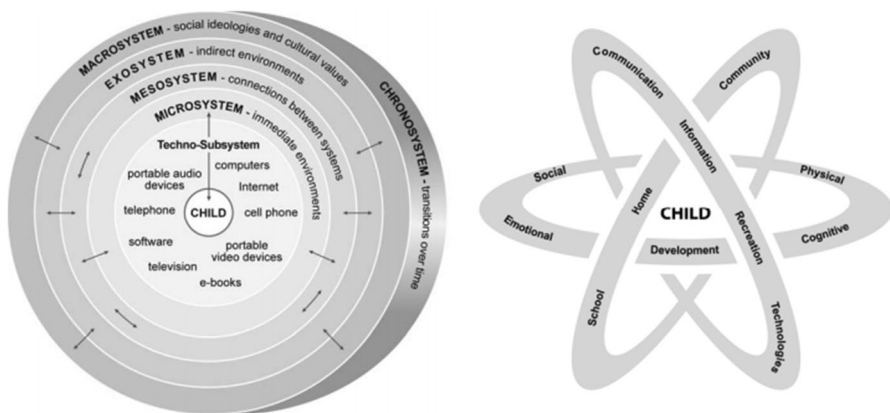 MACROSYSTEM - social ideologies and cultural values
EXOSYSTEM - indirect environments
MESOSYSTEM - connections between systems
MICROSYSTEM - immediate environments
CHRONOSYSTEM - transitions over time
Techno-Subsystem
computers
portable audio
devices
Internet
telephone
CHILD
cell phone
software
portable
video devices
television
e-books
Communication
Community
Information
Social
Physical
Home
CHILD
Recreation
Emotional
Development
Cognitive
School
Technologies